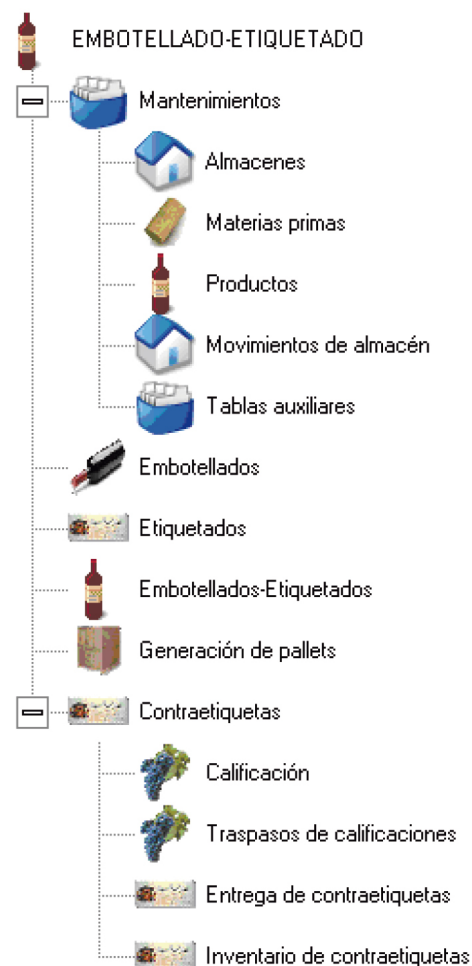 EMBOTELLADO-ETIQUETADO
Mantenimientos
Almacenes
Materias primas
Productos
Movimientos de almacén
Tablas auxiliares
Embotellados
Etiquetados
Embotellados-Etiquetados
Generación de pallets
Contraetiquetas
Calificación
Traspasos de calificaciones
Entrega de contraetiquetas
Inventario de contraetiquetas